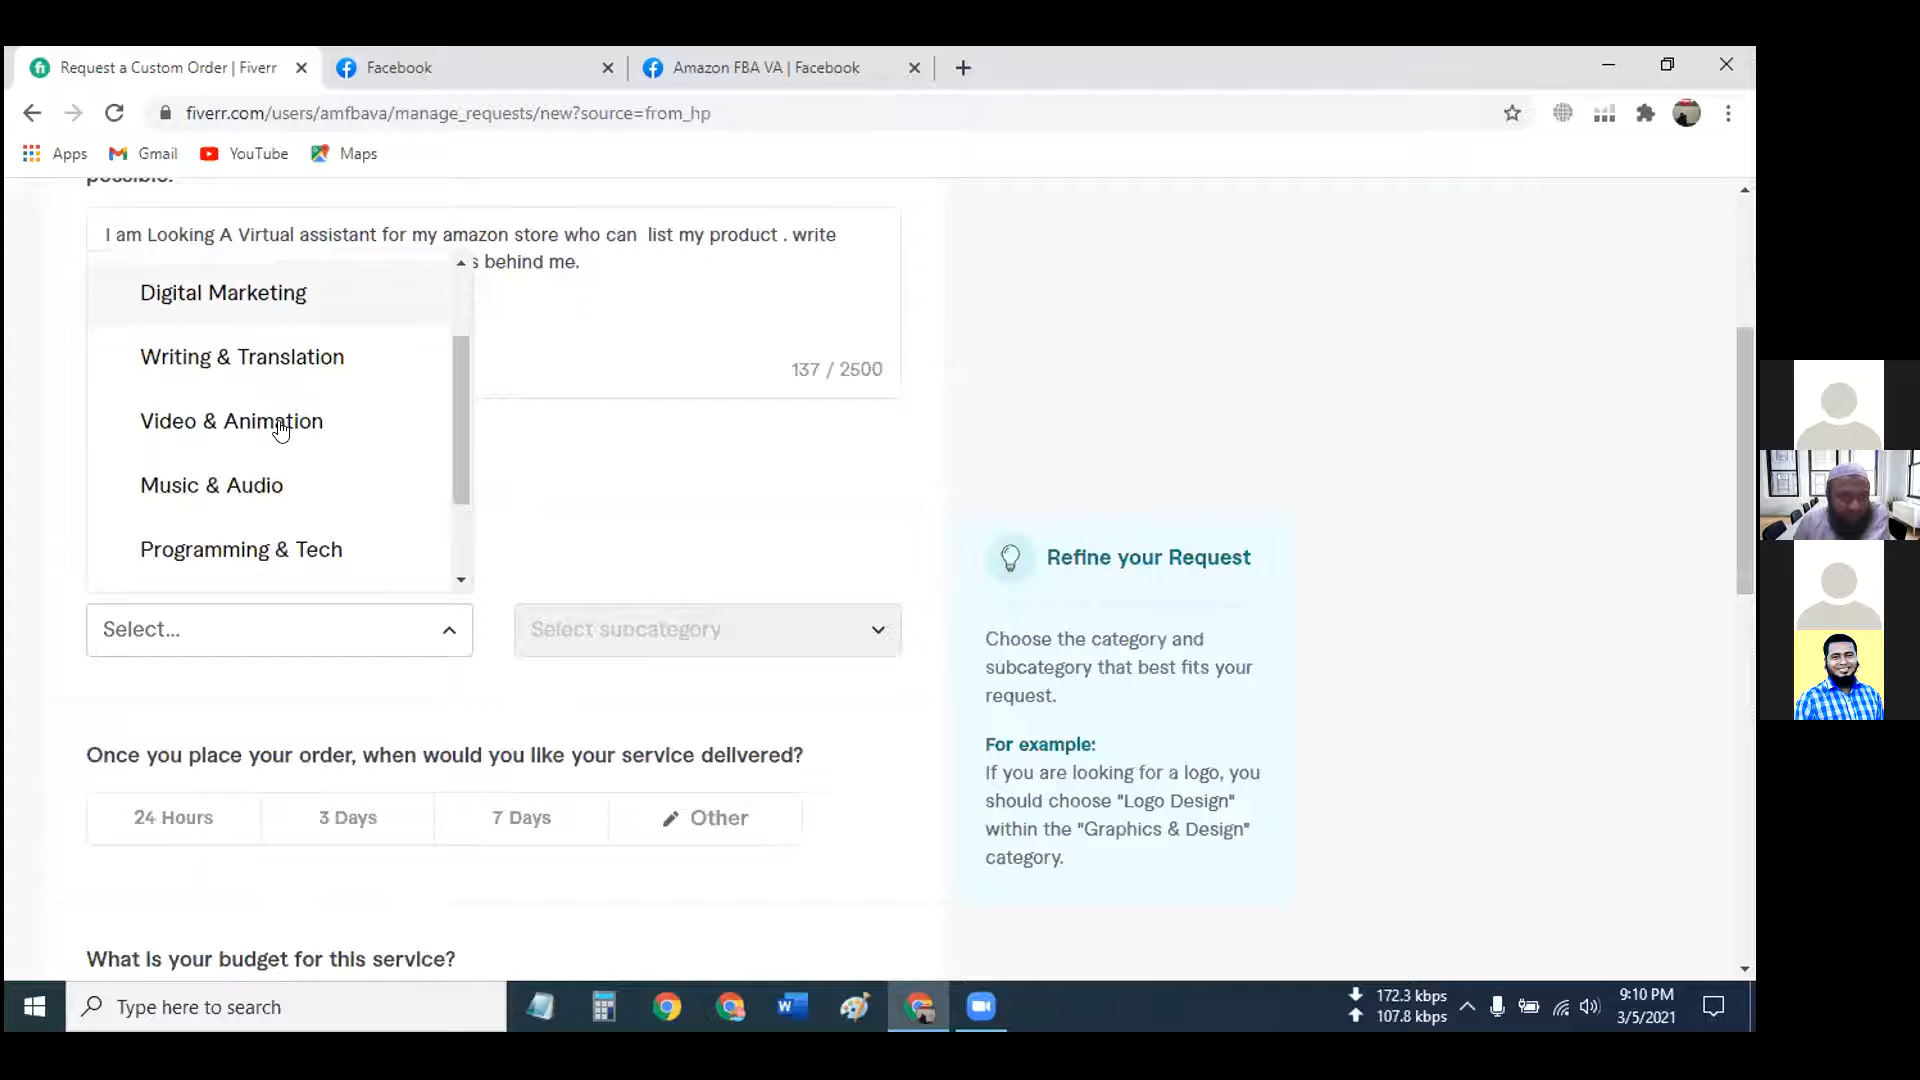 Request a Custom Order | Fiverr
Facebook
Amazon FBA VA | Facebook
fiverr.com/users/amfbava/manage_requests/new?source=from_hp
Apps
Gmail
YouTube
Maps
possible.
I am Looking A Virtual assistant for my amazon store who can list my product . write
s behind me.
Digital Marketing
Writing & Translation
Video & Animation
Music & Audio
Programming & Tech
137 / 2500
Select...
Select subcategory
Refine your Request
Choose the category and
subcategory that best fits your
request.
For example:
If you are looking for a logo, you
should choose "Logo Design"
within the "Graphics & Design"
category.
Once you place your order, when would you like your service delivered?
24 Hours
3 Days
7 Days
Other
What is your budget for this service?
Type here to search
W
172.3 kbps
107.8 kbps
9:10 PM
3/5/2021